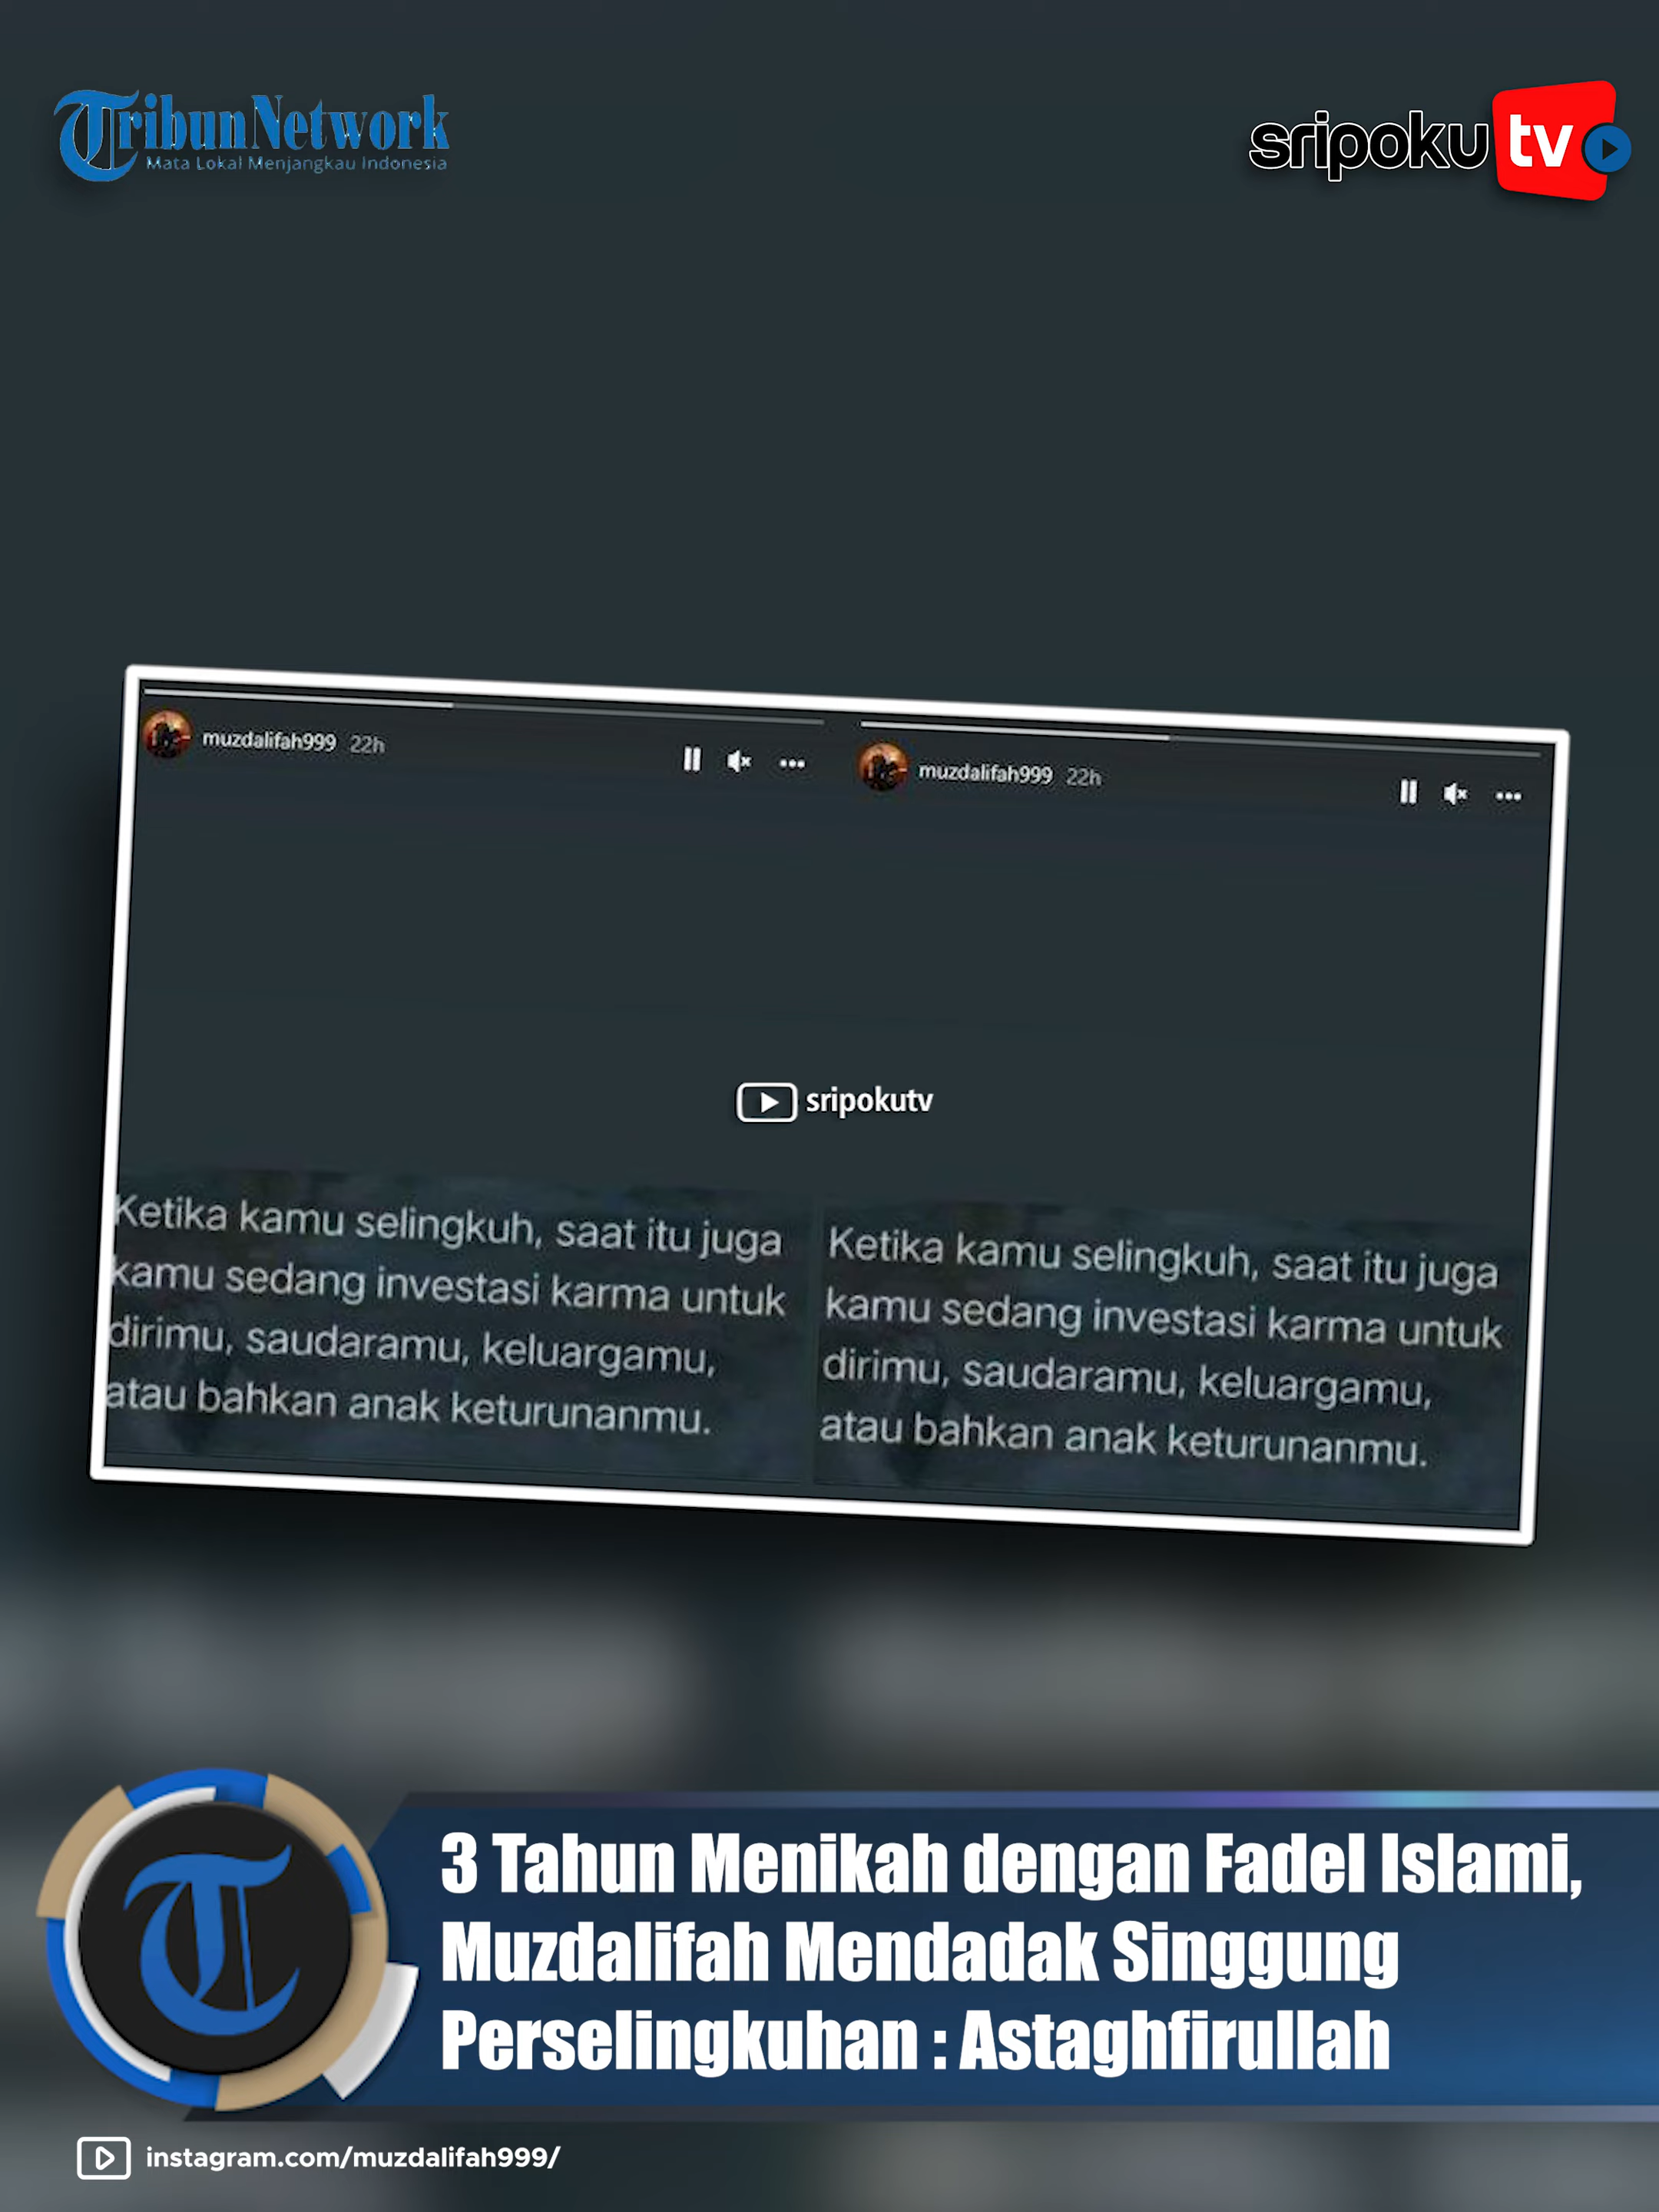 TribunNetwork
Mata Lokal Menjangkau Indonesia
sripoku tv
muzdalifah999 22h
muzdalifah999 22h
sripokutv
Ketika kamu selingkuh, saat itu juga
kamu sedang investasi karma untuk
dirimu, saudaramu, keluargamu,
atau bahkan anak keturunanmu.
Ketika kamu selingkuh, saat itu juga
kamu sedang investasi karma untuk
dirimu, saudaramu, keluargamu,
atau bahkan anak keturunanmu.
3 Tahun Menikah dengan Fadel Islami,
Muzdalifah Mendadak Singgung
Perselingkuhan : Astaghfirullah
instagram.com/muzdalifah999/